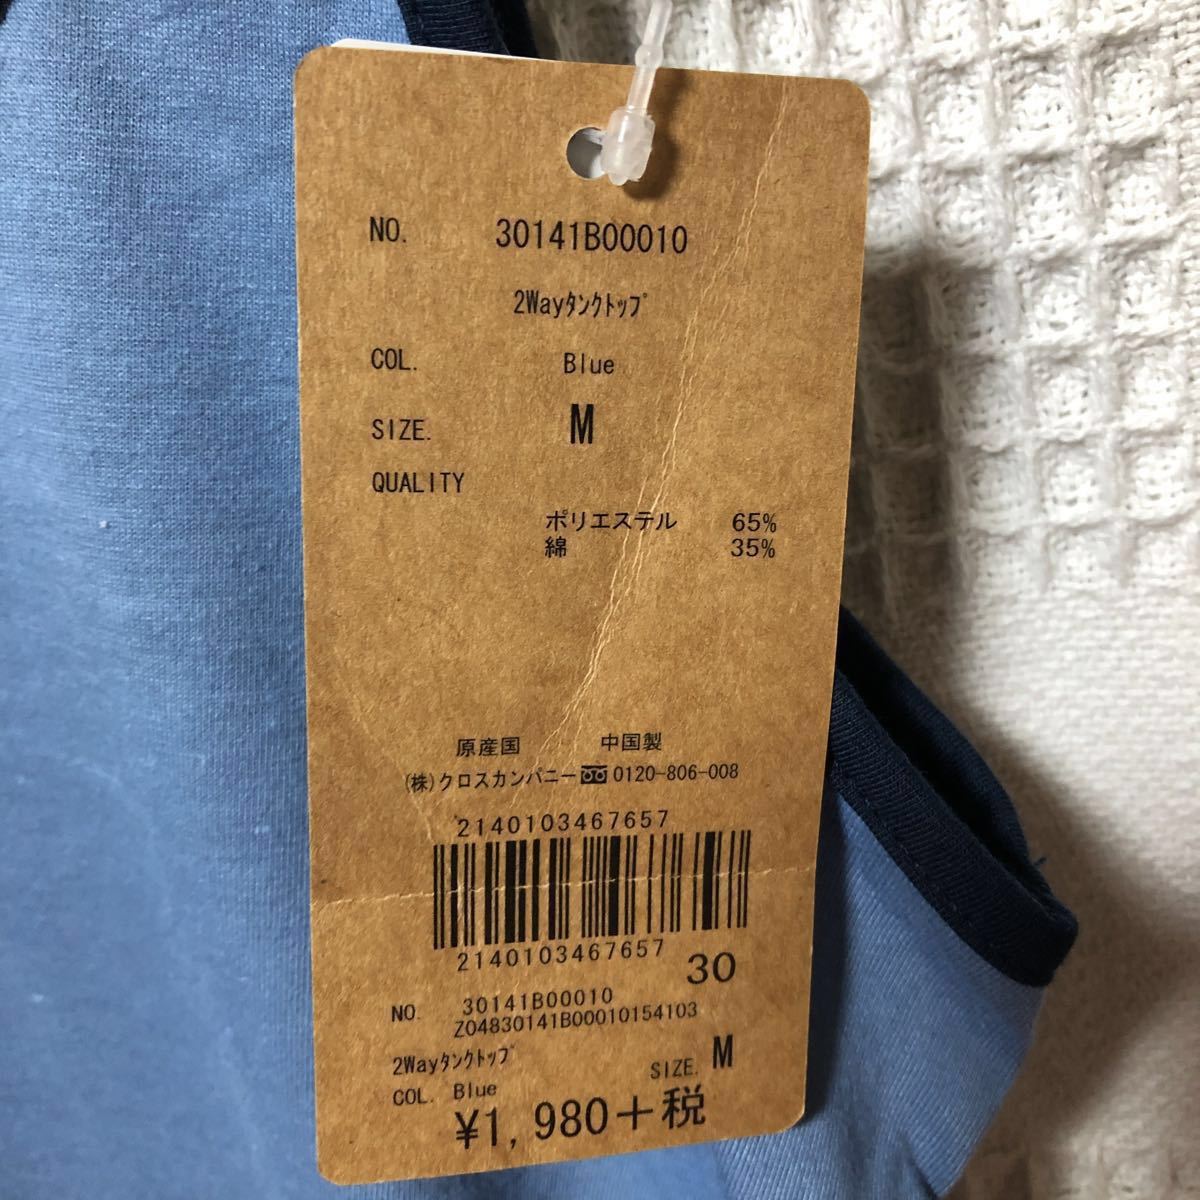 NO. 30141B00010
2Wayﾀﾝｸﾄｯﾌﾟ
COL. Blue
SIZE. M
QUALITY
ポリエステル 65%
綿 35%
原産国 中国製
(株)クロスカンパニー 0120-806-008
2140103467657
2140103467657
30
NO. 30141B00010
Z04830141B00010154103
2Wayﾀﾝｸﾄｯﾌﾟ SIZE. M
COL. Blue
¥1,980+税